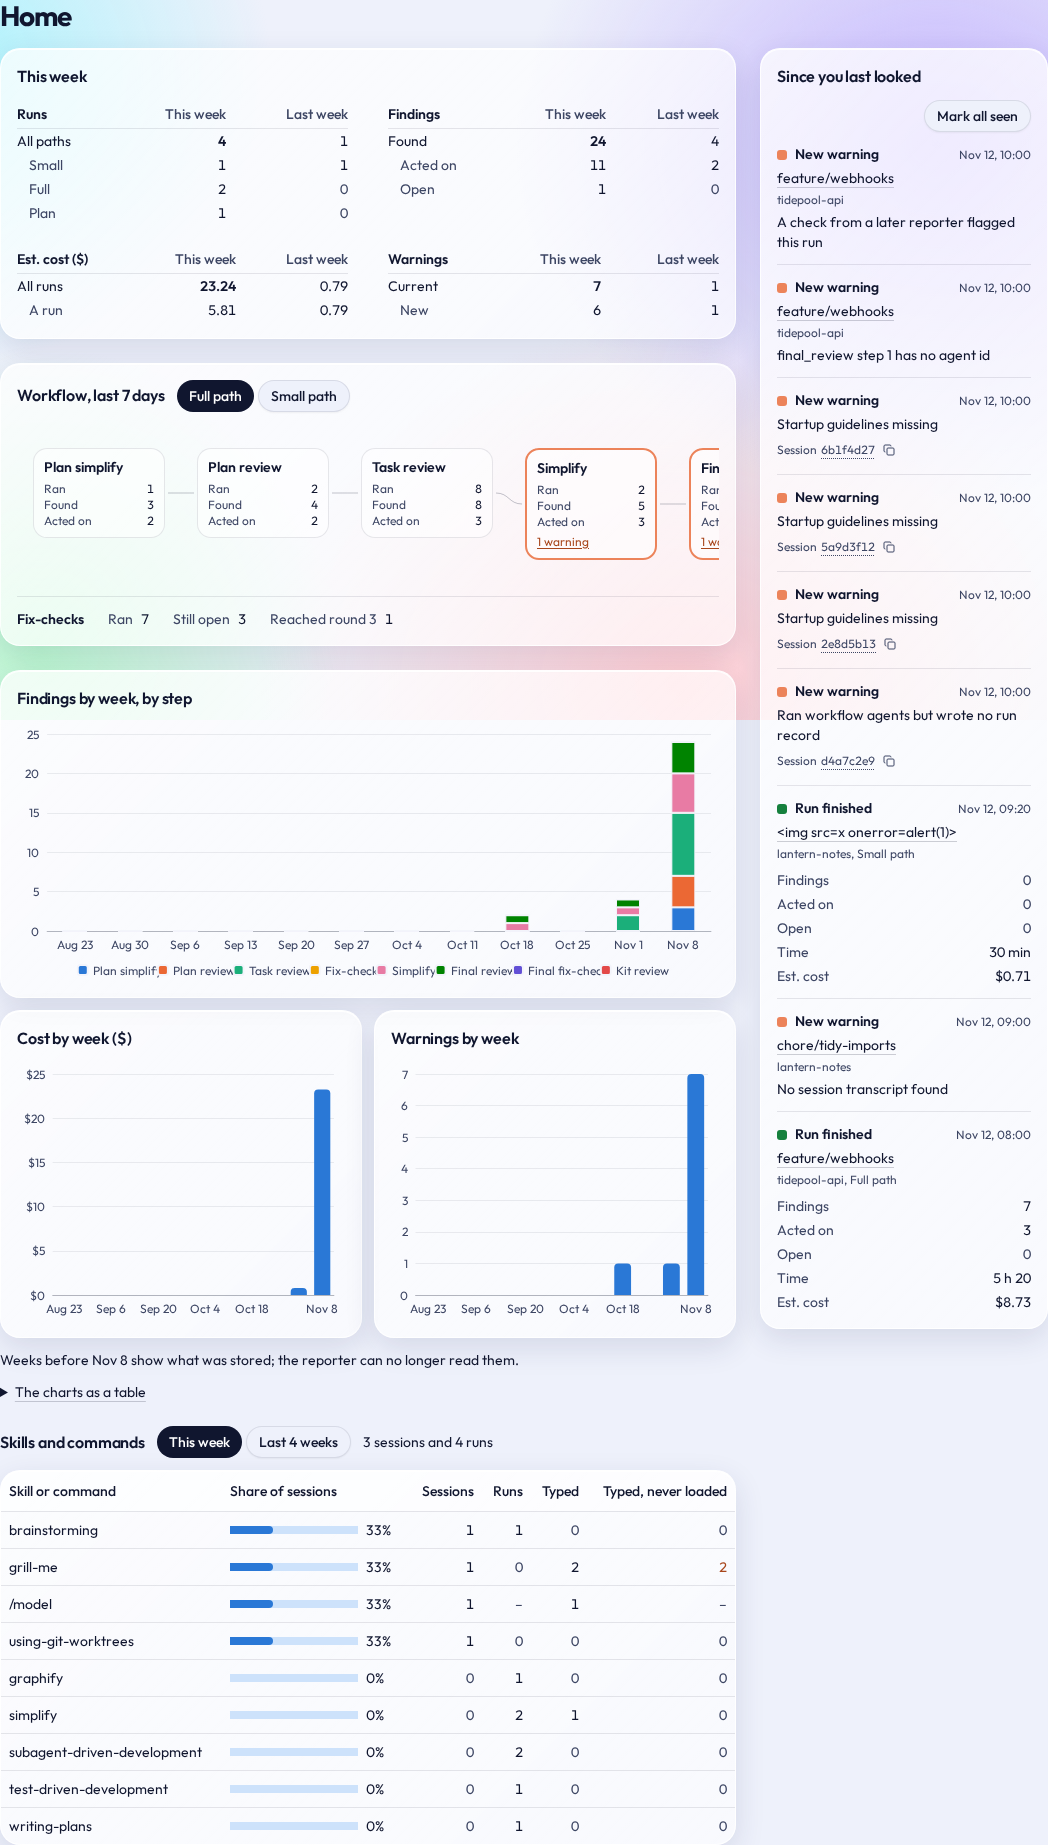 Home
This week
Runs This week Last week
All paths 4 1
Small 1 1
Full 2 0
Plan 1 0
Findings This week Last week
Found 24 4
Acted on 11 2
Open 1 0
Est. cost ($) This week Last week
All runs 23.24 0.79
A run 5.81 0.79
Warnings This week Last week
Current 7 1
New 6 1
Workflow, last 7 days Full path Small path
Plan simplify
Ran 1
Found 3
Acted on 2
Plan review
Ran 2
Found 4
Acted on 2
Task review
Ran 8
Found 8
Acted on 3
Simplify
Ran 2
Found 5
Acted on 3
1 warning
Fix-checks Ran 7 Still open 3 Reached round 3 1
Findings by week, by step
25
20
15
10
5
0
Aug 23 Aug 30 Sep 6 Sep 13 Sep 20 Sep 27 Oct 4 Oct 11 Oct 18 Oct 25 Nov 1 Nov 8
Plan simplify Plan review Task review Fix-check Simplify Final review Final fix-chec Kit review
Cost by week ($)
$25
$20
$15
$10
$5
$0
Aug 23 Sep 6 Sep 20 Oct 4 Oct 18 Nov 8
Warnings by week
7
6
5
4
3
2
1
0
Aug 23 Sep 6 Sep 20 Oct 4 Oct 18 Nov 8
Weeks before Nov 8 show what was stored; the reporter can no longer read them.
The charts as a table
Skills and commands This week Last 4 weeks 3 sessions and 4 runs
Skill or command Share of sessions Sessions Runs Typed Typed, never loaded
brainstorming 33% 1 1 0 0
grill-me 33% 1 0 2 2
/model 33% 1 – 1 –
using-git-worktrees 33% 1 0 0 0
graphify 0% 0 1 0 0
simplify 0% 0 2 1 0
subagent-driven-development 0% 0 2 0 0
test-driven-development 0% 0 1 0 0
writing-plans 0% 0 1 0 0
Since you last looked
Mark all seen
New warning Nov 12, 10:00
feature/webhooks
tidepool-api
A check from a later reporter flagged
this run
New warning Nov 12, 10:00
feature/webhooks
tidepool-api
final_review step 1 has no agent id
New warning Nov 12, 10:00
Startup guidelines missing
Session 6b1f4d27
New warning Nov 12, 10:00
Startup guidelines missing
Session 5a9d3f12
New warning Nov 12, 10:00
Startup guidelines missing
Session 2e8d5b13
New warning Nov 12, 10:00
Ran workflow agents but wrote no run
record
Session d4a7c2e9
Run finished Nov 12, 09:20
<img src=x onerror=alert(1)>
lantern-notes, Small path
Findings 0
Acted on 0
Open 0
Time 30 min
Est. cost $0.71
New warning Nov 12, 09:00
chore/tidy-imports
lantern-notes
No session transcript found
Run finished Nov 12, 08:00
feature/webhooks
tidepool-api, Full path
Findings 7
Acted on 3
Open 0
Time 5 h 20
Est. cost $8.73